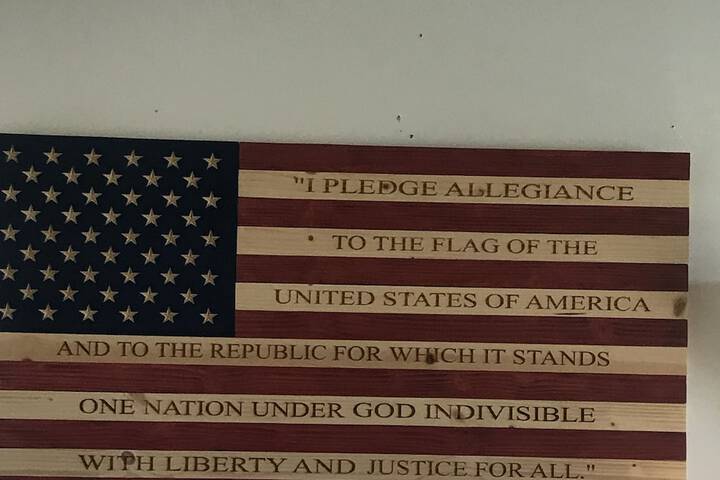 "I PLEDGE ALLEGIANCE
TO THE FLAG OF THE
UNITED STATES OF AMERICA
AND TO THE REPUBLIC FOR WHICH IT STANDS
ONE NATION UNDER GOD INDIVISIBLE
WITH LIBERTY AND JUSTICE FOR ALL."